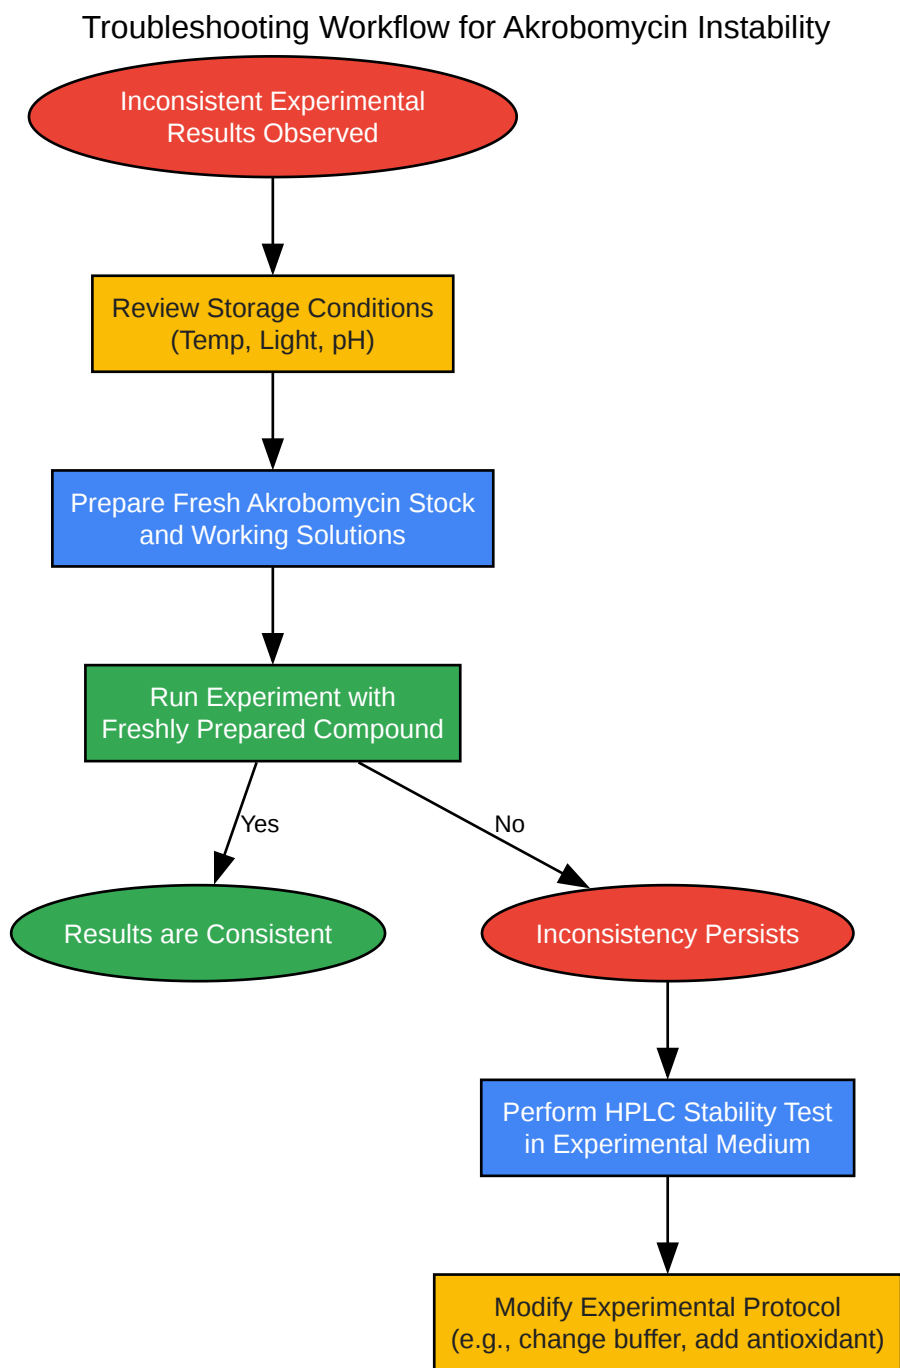 Troubleshooting Workflow for Akrobomycin Instability
Inconsistent Experimental
Results Observed
Review Storage Conditions
(Temp, Light, pH)
Prepare Fresh Akrobomycin Stock
and Working Solutions
Run Experiment with
Freshly Prepared Compound
Yes
No
Results are Consistent
Inconsistency Persists
Perform HPLC Stability Test
in Experimental Medium
Modify Experimental Protocol
(e.g., change buffer, add antioxidant)